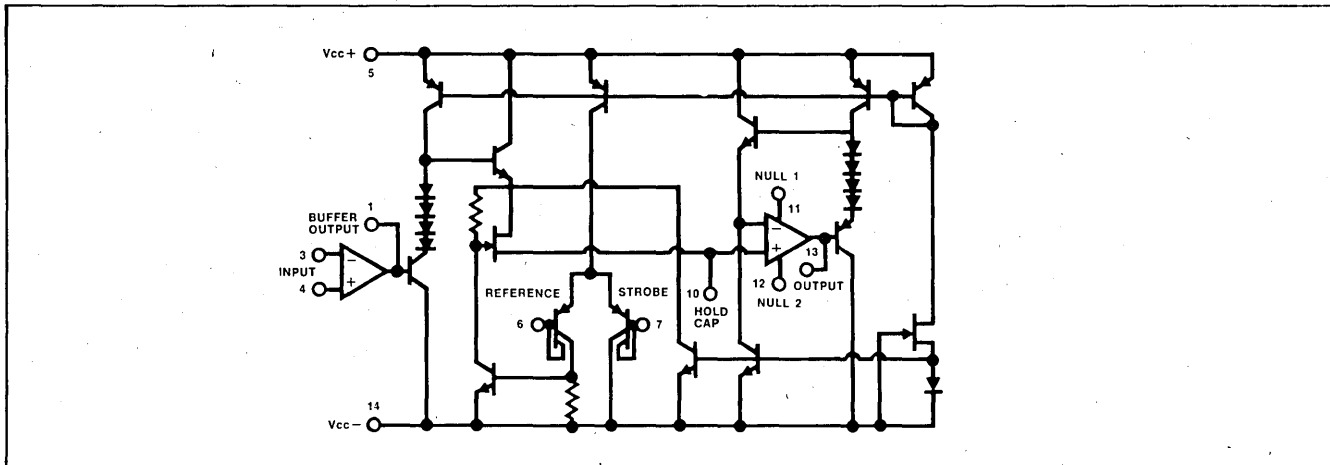 Vcc+
5
NULL 1
11
1
BUFFER
OUTPUT
3
INPUT
4
−
+
−
+
13
12
OUTPUT
NULL 2
10
HOLD
CAP
REFERENCE
STROBE
6
7
14
Vcc−